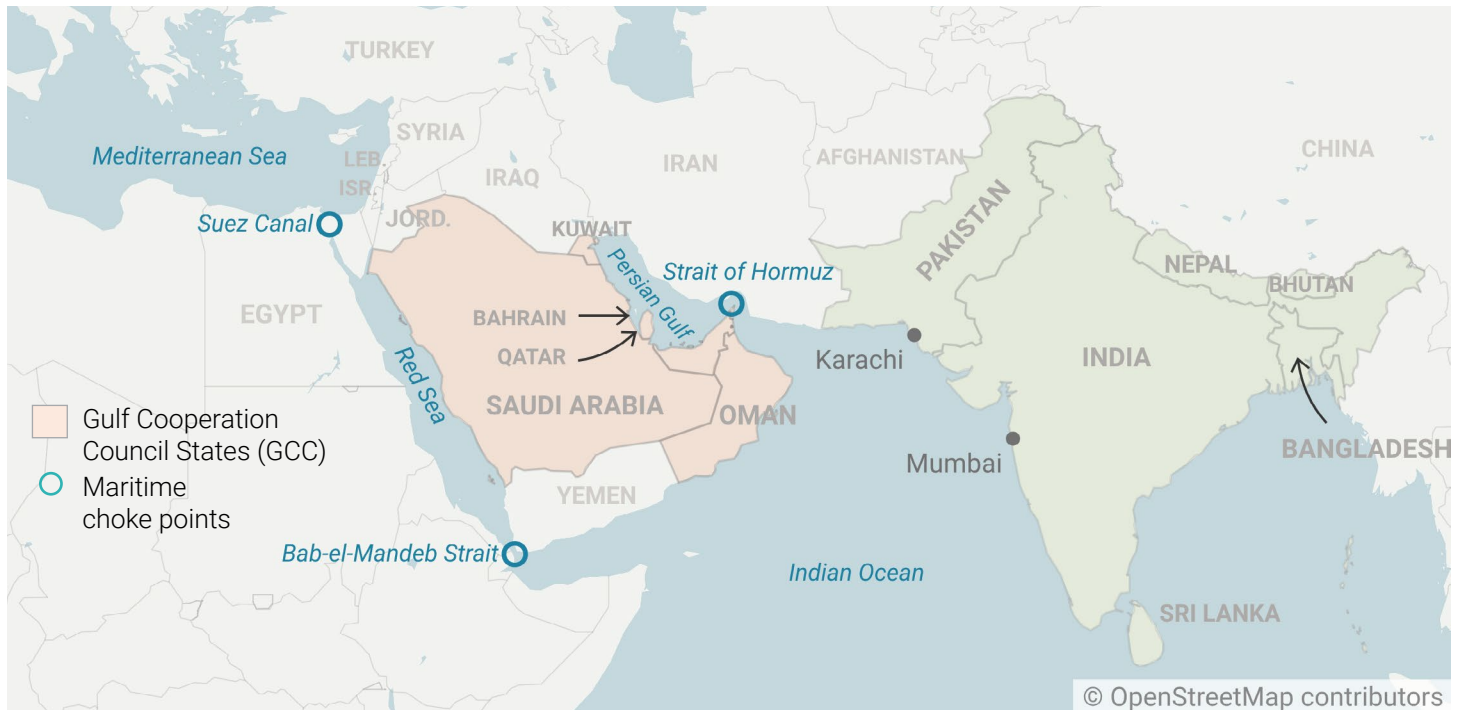 TURKEY
SYRIA
Mediterranean Sea
LEB.
ISR.
IRAQ
IRAN
AFGHANISTAN
CHINA
Suez Canal
JORD.
KUWAIT
PAKISTAN
Persian Gulf
Strait of Hormuz
NEPAL
BHUTAN
EGYPT
BAHRAIN
QATAR
Karachi
INDIA
Red Sea
SAUDI ARABIA
OMAN
Gulf Cooperation
Council States (GCC)
Maritime
choke points
Mumbai
BANGLADESH
YEMEN
Bab-el-Mandeb Strait
Indian Ocean
SRI LANKA
© OpenStreetMap contributors